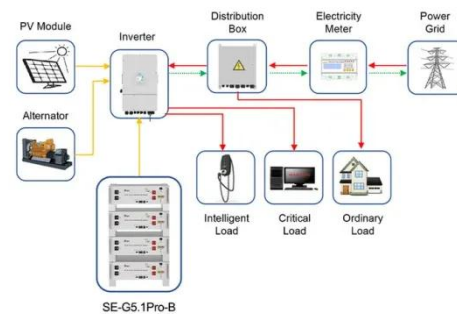 PV Module
Inverter
Distribution
Box
Electricity
Meter
Power
Grid
Alternator
Intelligent
Load
Critical
Load
Ordinary
Load
SE-G5.1Pro-B